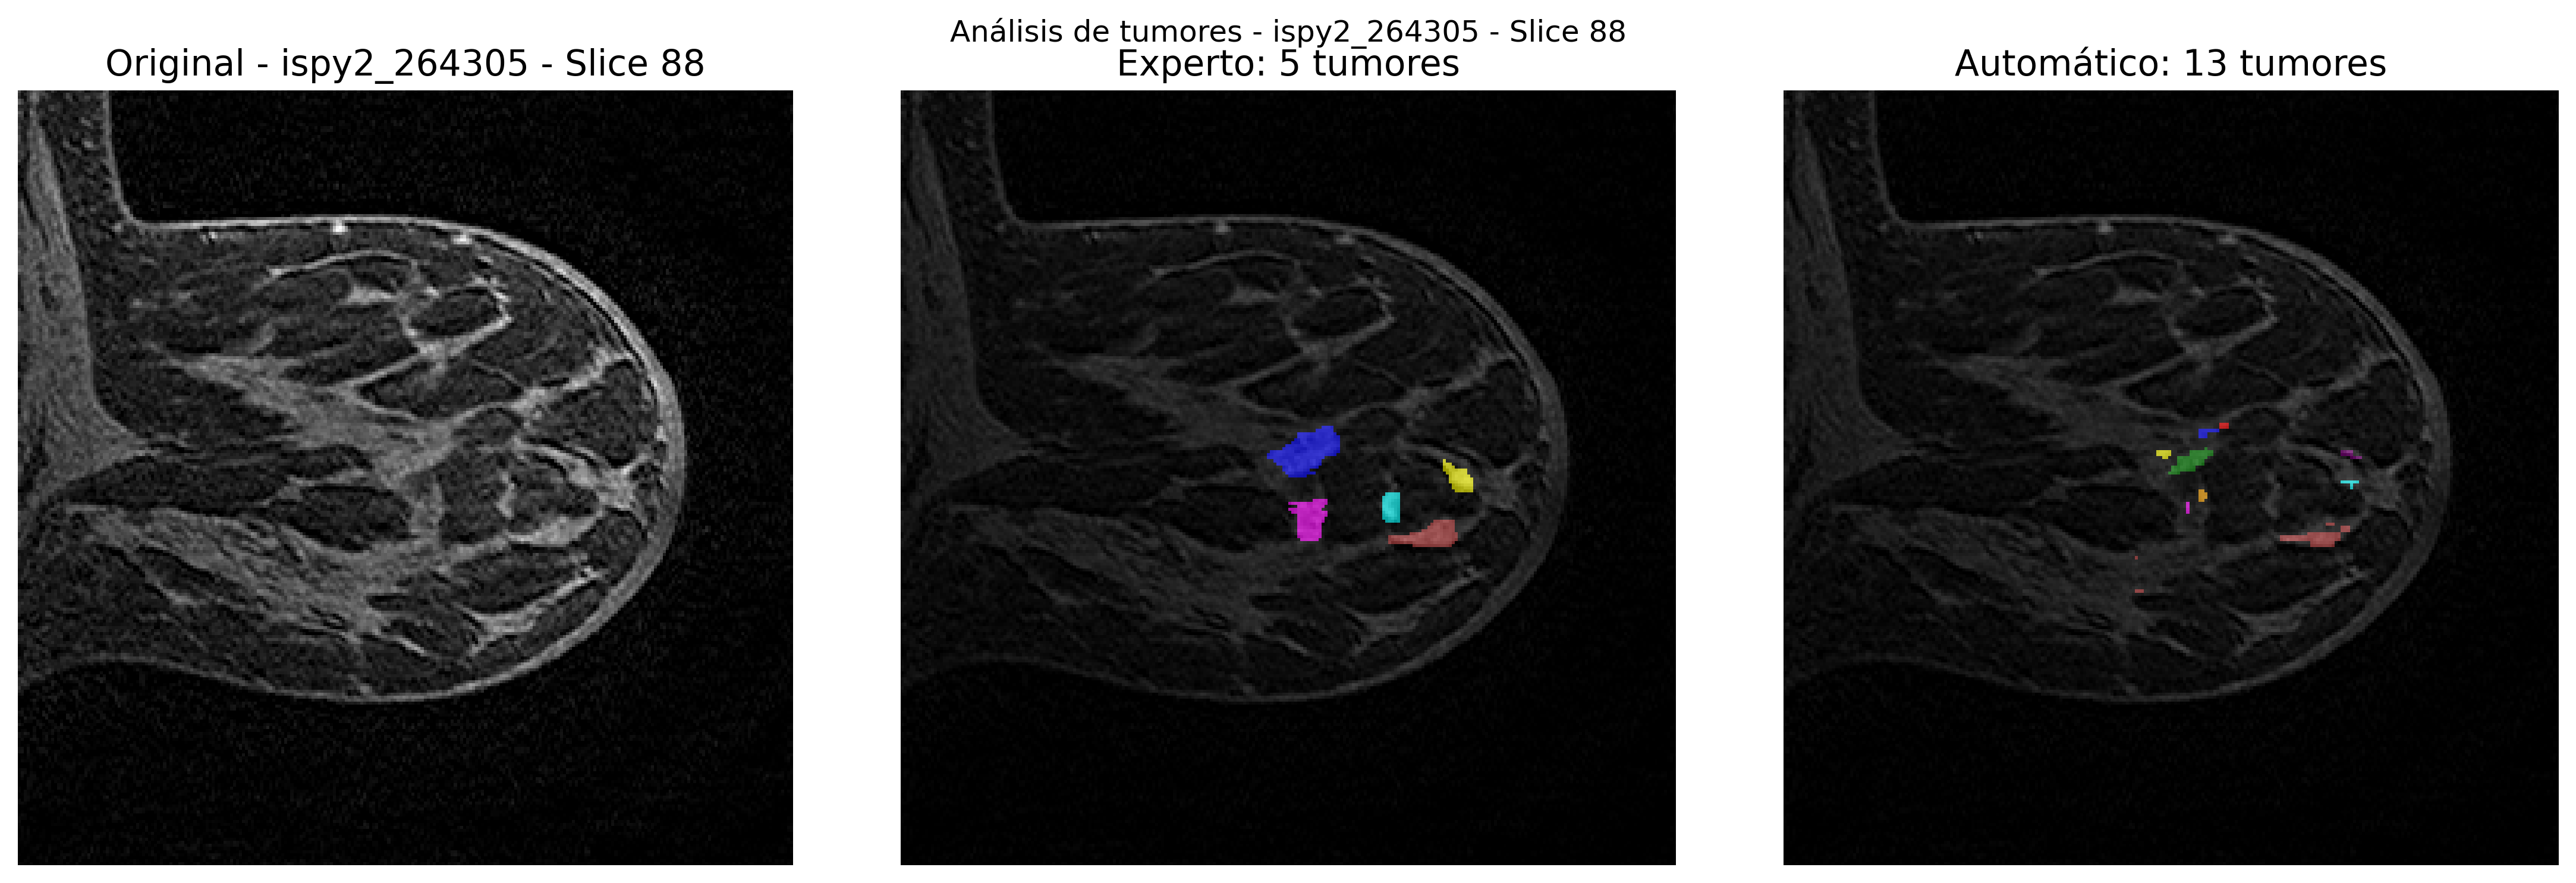 Análisis de tumores - ispy2_264305 - Slice 88
Original - ispy2_264305 - Slice 88
Experto: 5 tumores
Automático: 13 tumores